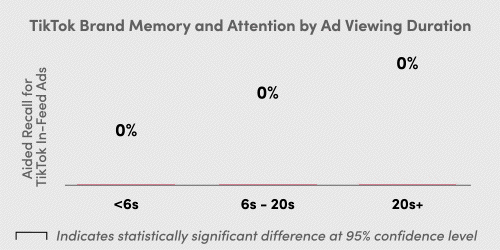 TikTok Brand Memory and Attention by Ad Viewing Duration
Aided Recall for
TikTok In-Feed Ads
0%
0%
0%
<6s
6s - 20s
20s+
Indicates statistically significant difference at 95% confidence level